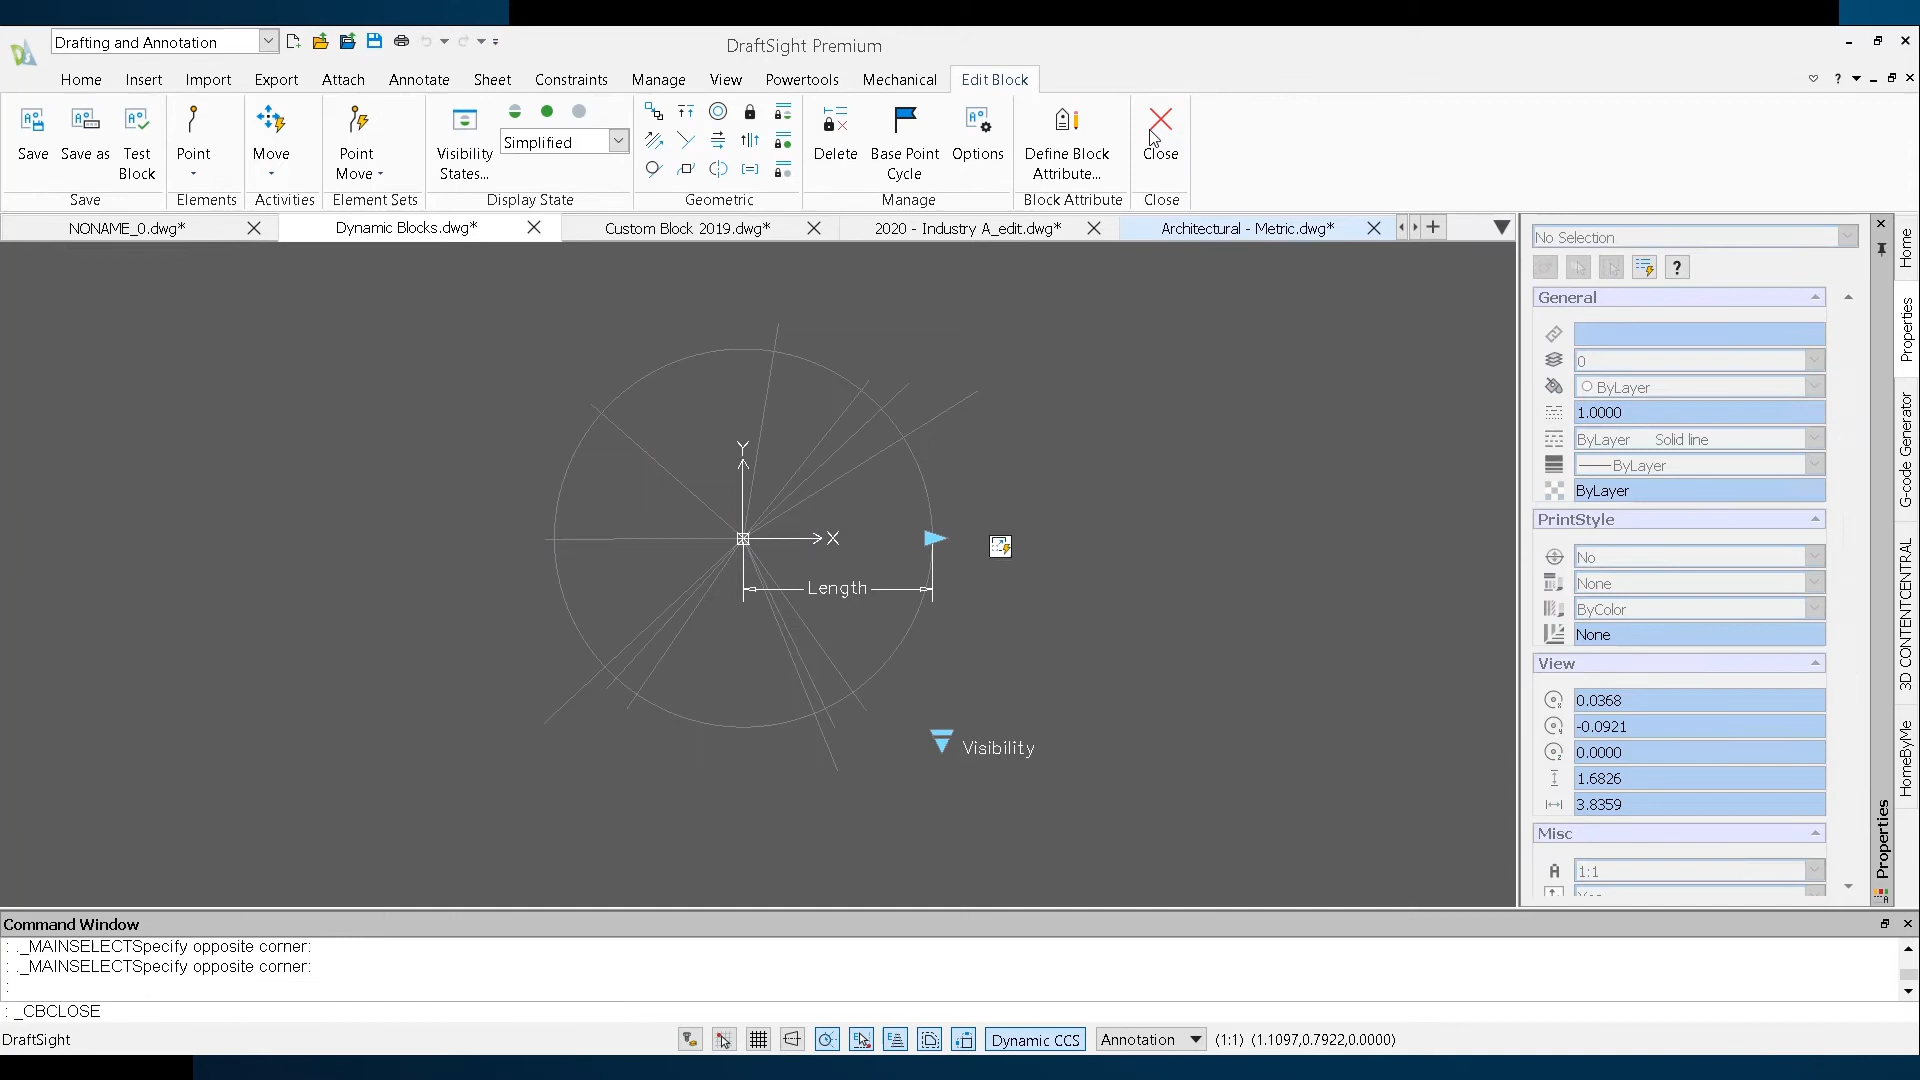 Drafting and Annotation
DraftSight Premium
Home Insert Import Export Attach Annotate Sheet Constraints Manage View Powertools Mechanical Edit Block
Simplified
Save Save as Test Block Point Move Point Move Visibility States... Delete Base Point Cycle Options Define Block Attribute... Close
Save Elements Activities Element Sets Display State Geometric Manage Block Attribute Close
NONAME_0.dwg* Dynamic Blocks.dwg* Custom Block 2019.dwg* 2020 - Industry A_edit.dwg* Architectural - Metric.dwg*
No Selection
General
0
ByLayer
1.0000
ByLayer Solid line
ByLayer
ByLayer
PrintStyle
No
None
ByColor
None
View
0.0368
-0.0921
0.0000
1.6826
3.8359
Misc
1:1
Home
Properties
G-code Generator
3D CONTENTCENTRAL
HomeByMe
Properties
Y
X
Length
Visibility
Command Window
: ._MAINSELECTSpecify opposite corner:
: ._MAINSELECTSpecify opposite corner:
:
: _CBCLOSE
DraftSight
Dynamic CCS Annotation (1:1) (1.1097,0.7922,0.0000)